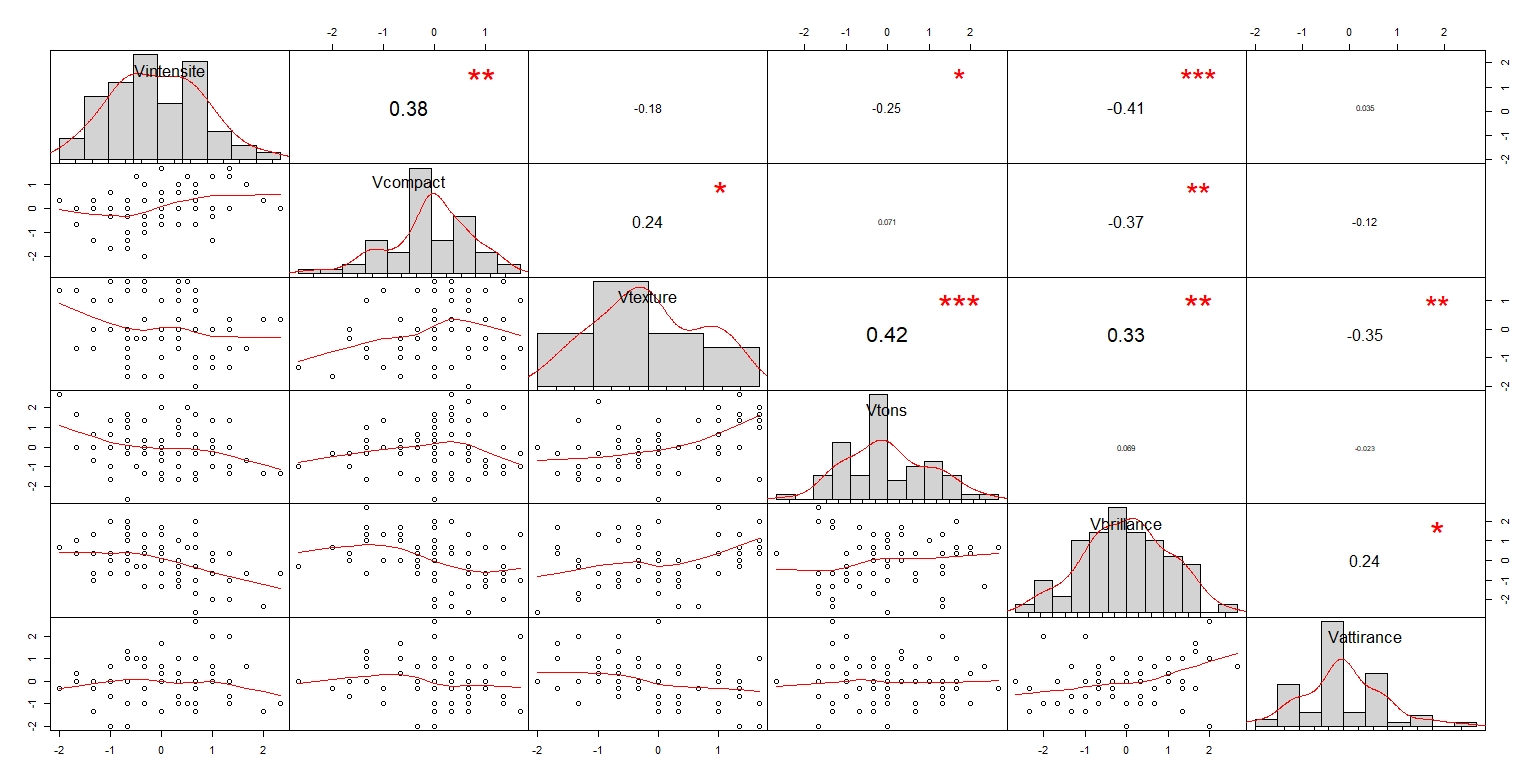 -2 -1 0 1 -2 -1 0 1 2 -2 -1 0 1 2
Vintensite 0.38 ** -0.18 -0.25 * -0.41 *** 0.035 -2 -1 0 1 2
-2 -1 0 1 Vcompact 0.24 * 0.071 -0.37 ** -0.12
Vtexture 0.42 *** 0.33 ** -0.35 ** -2 -1 0 1
-2 -1 0 1 2 Vtons 0.069 -0.023
Vbrillance 0.24 * -2 -1 0 1 2
-2 -1 0 1 2 Vattirance
-2 -1 0 1 2 -2 -1 0 1 -2 -1 0 1 2